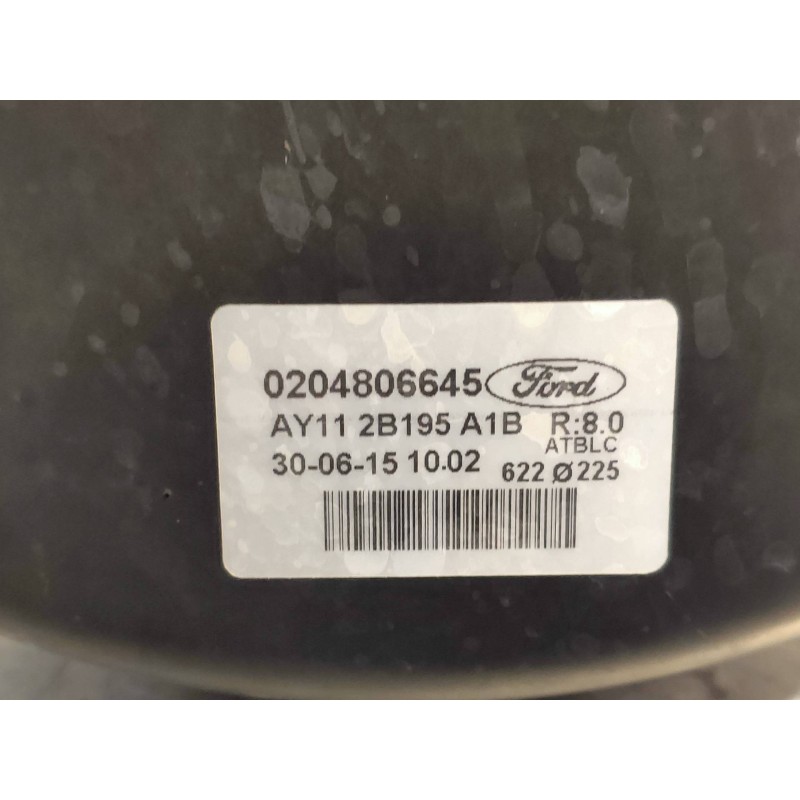 0204806645 Ford
AY11 2B195 A1B R:8.0
ATBLC
30-06-15 10.02 622 Ø225